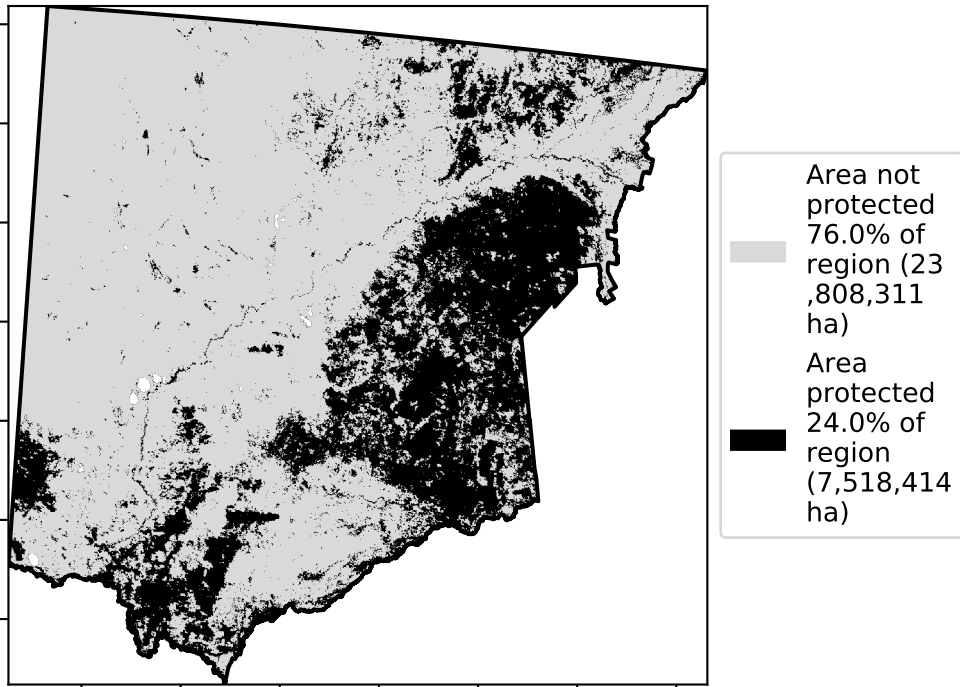 Area not
protected
76.0% of
region (23
,808,311
ha)
Area
protected
24.0% of
region
(7,518,414
ha)